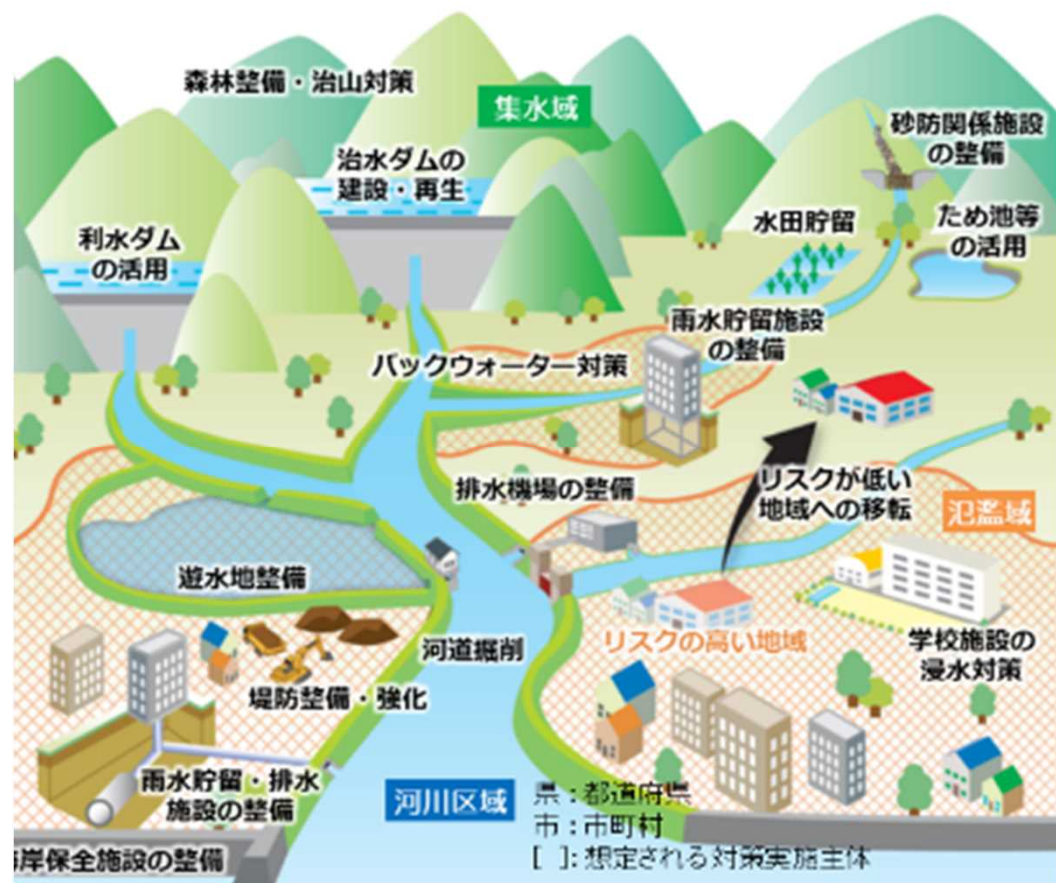 森林整備・治山対策
集水域
砂防関係施設
の整備
治水ダムの
建設・再生
水田貯留
ため池等
の活用
利水ダム
の活用
雨水貯留施設
の整備
バックウォーター対策
リスクが低い
地域への移転
排水機場の整備
氾濫域
遊水地整備
リスクの高い地域
学校施設の
浸水対策
河道掘削
堤防整備・強化
雨水貯留・排水
施設の整備
河川区域
県:都道府県
市:市町村
[ ]:想定される対策実施主体
岸保全施設の整備